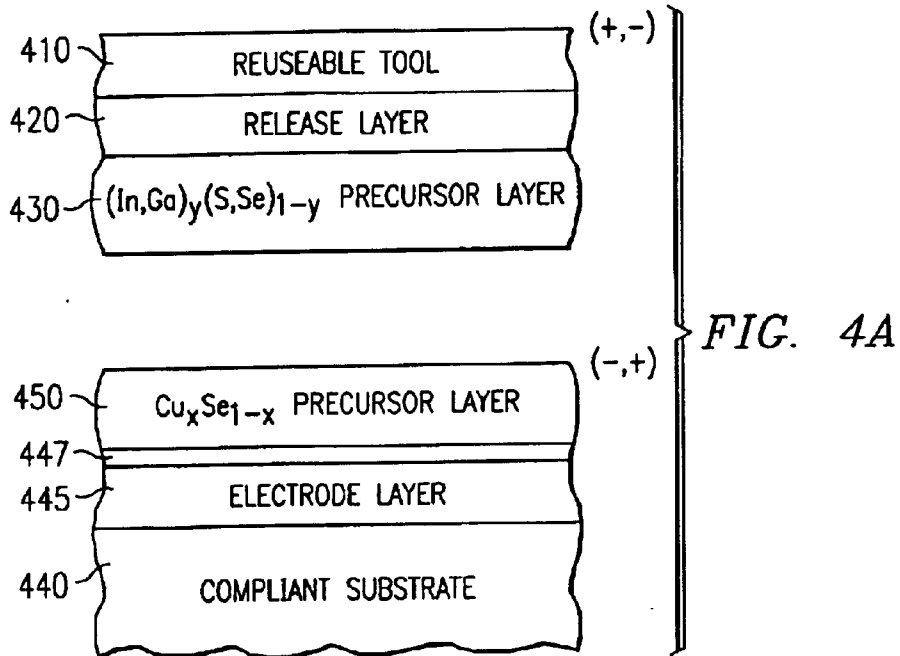 (+,-)
410 REUSEABLE TOOL
420 RELEASE LAYER
430 (In,Ga)y(S,Se)1-y PRECURSOR LAYER
(-,+)
450 CuxSe1-x PRECURSOR LAYER
447
445 ELECTRODE LAYER
440 COMPLIANT SUBSTRATE
FIG. 4A